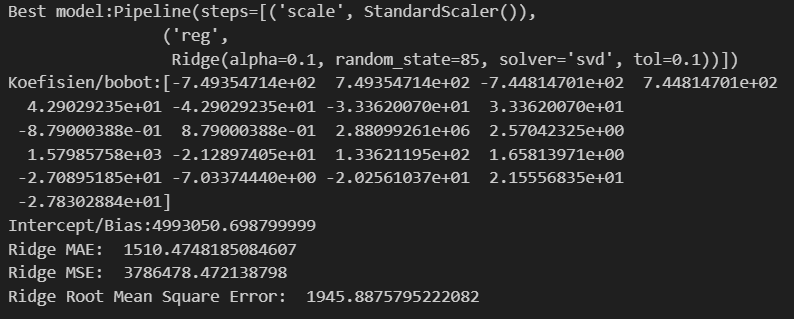 Best model:Pipeline(steps=[('scale', StandardScaler()),
('reg',
Ridge(alpha=0.1, random_state=85, solver='svd', tol=0.1))])
Koefisien/bobot:[-7.49354714e+02 7.49354714e+02 -7.44814701e+02 7.44814701e+02
4.29029235e+01 -4.29029235e+01 -3.33620070e+01 3.33620070e+01
-8.79000388e-01 8.79000388e-01 2.88099261e+06 2.57042325e+00
1.57985758e+03 -2.12897405e+01 1.33621195e+02 1.65813971e+00
-2.70895185e+01 -7.03374440e+00 -2.02561037e+01 2.15556835e+01
-2.78302884e+01]
Intercept/Bias:4993050.698799999
Ridge MAE: 1510.4748185084607
Ridge MSE: 3786478.472138798
Ridge Root Mean Square Error: 1945.8875795222082